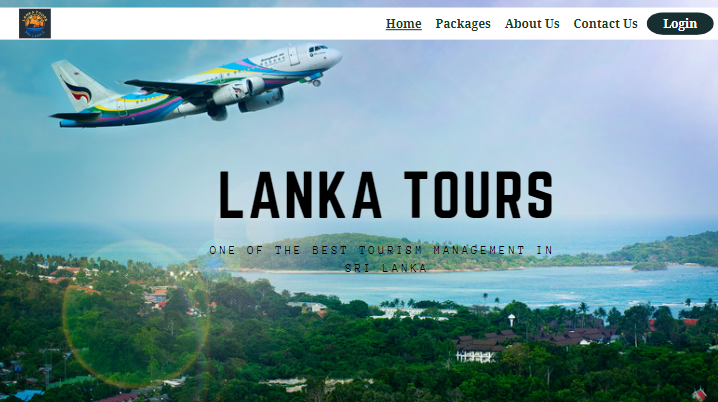 Home Packages About Us Contact Us Login
LANKA TOURS
ONE OF THE BEST TOURISM MANAGEMENT IN
SRI LANKA